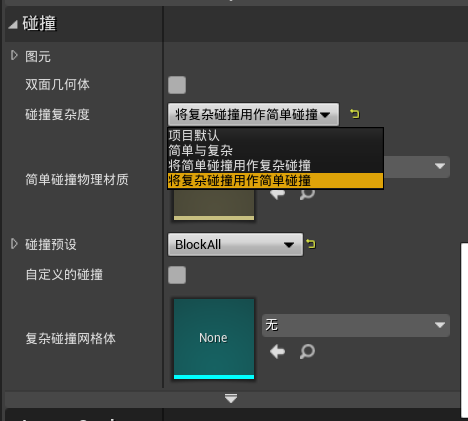 碰撞
图元
双面几何体
碰撞复杂度
将复杂碰撞用作简单碰撞
项目默认
简单与复杂
将简单碰撞用作复杂碰撞
将复杂碰撞用作简单碰撞
简单碰撞物理材质
碰撞预设
BlockAll
自定义的碰撞
复杂碰撞网格体
None
无